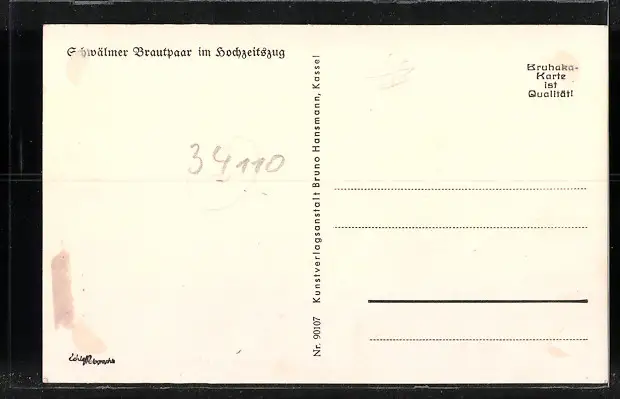 Schwälmer Brautpaar im Hochzeitszug
34110
Nr. 90107 Kunstverlagsanstalt Bruno Hansmann, Kassel
Bruhaka-
Karte
ist
Qualität!